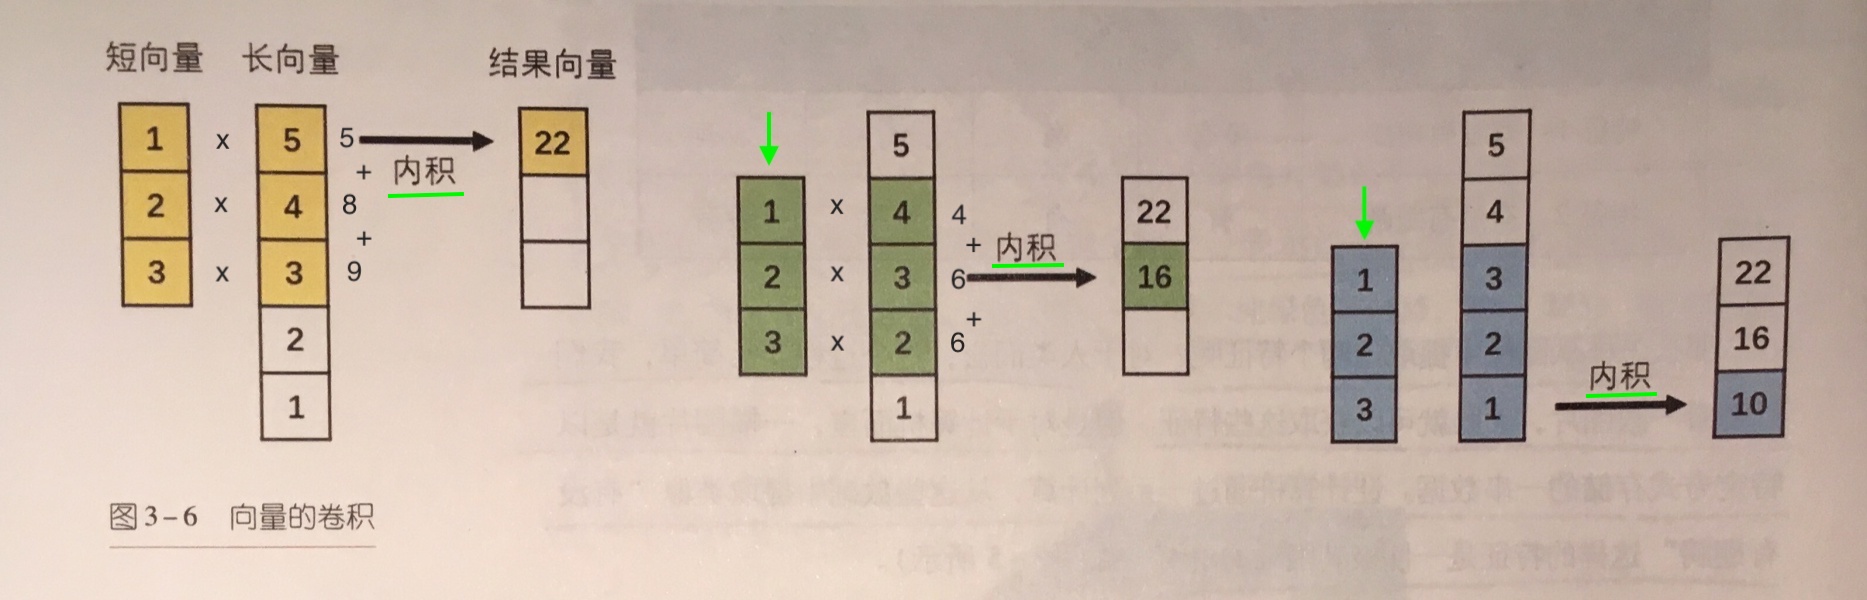 短向量 长向量 结果向量
1 x 5 5 22
+ 内积
2 x 4 8
+
3 x 3 9
2
1
5
1 x 4 4 22
+ 内积
2 x 3 6 16
+
3 x 2 6
1
5
4
1 3 22
2 2 16
内积
3 1 10
图3-6 向量的卷积